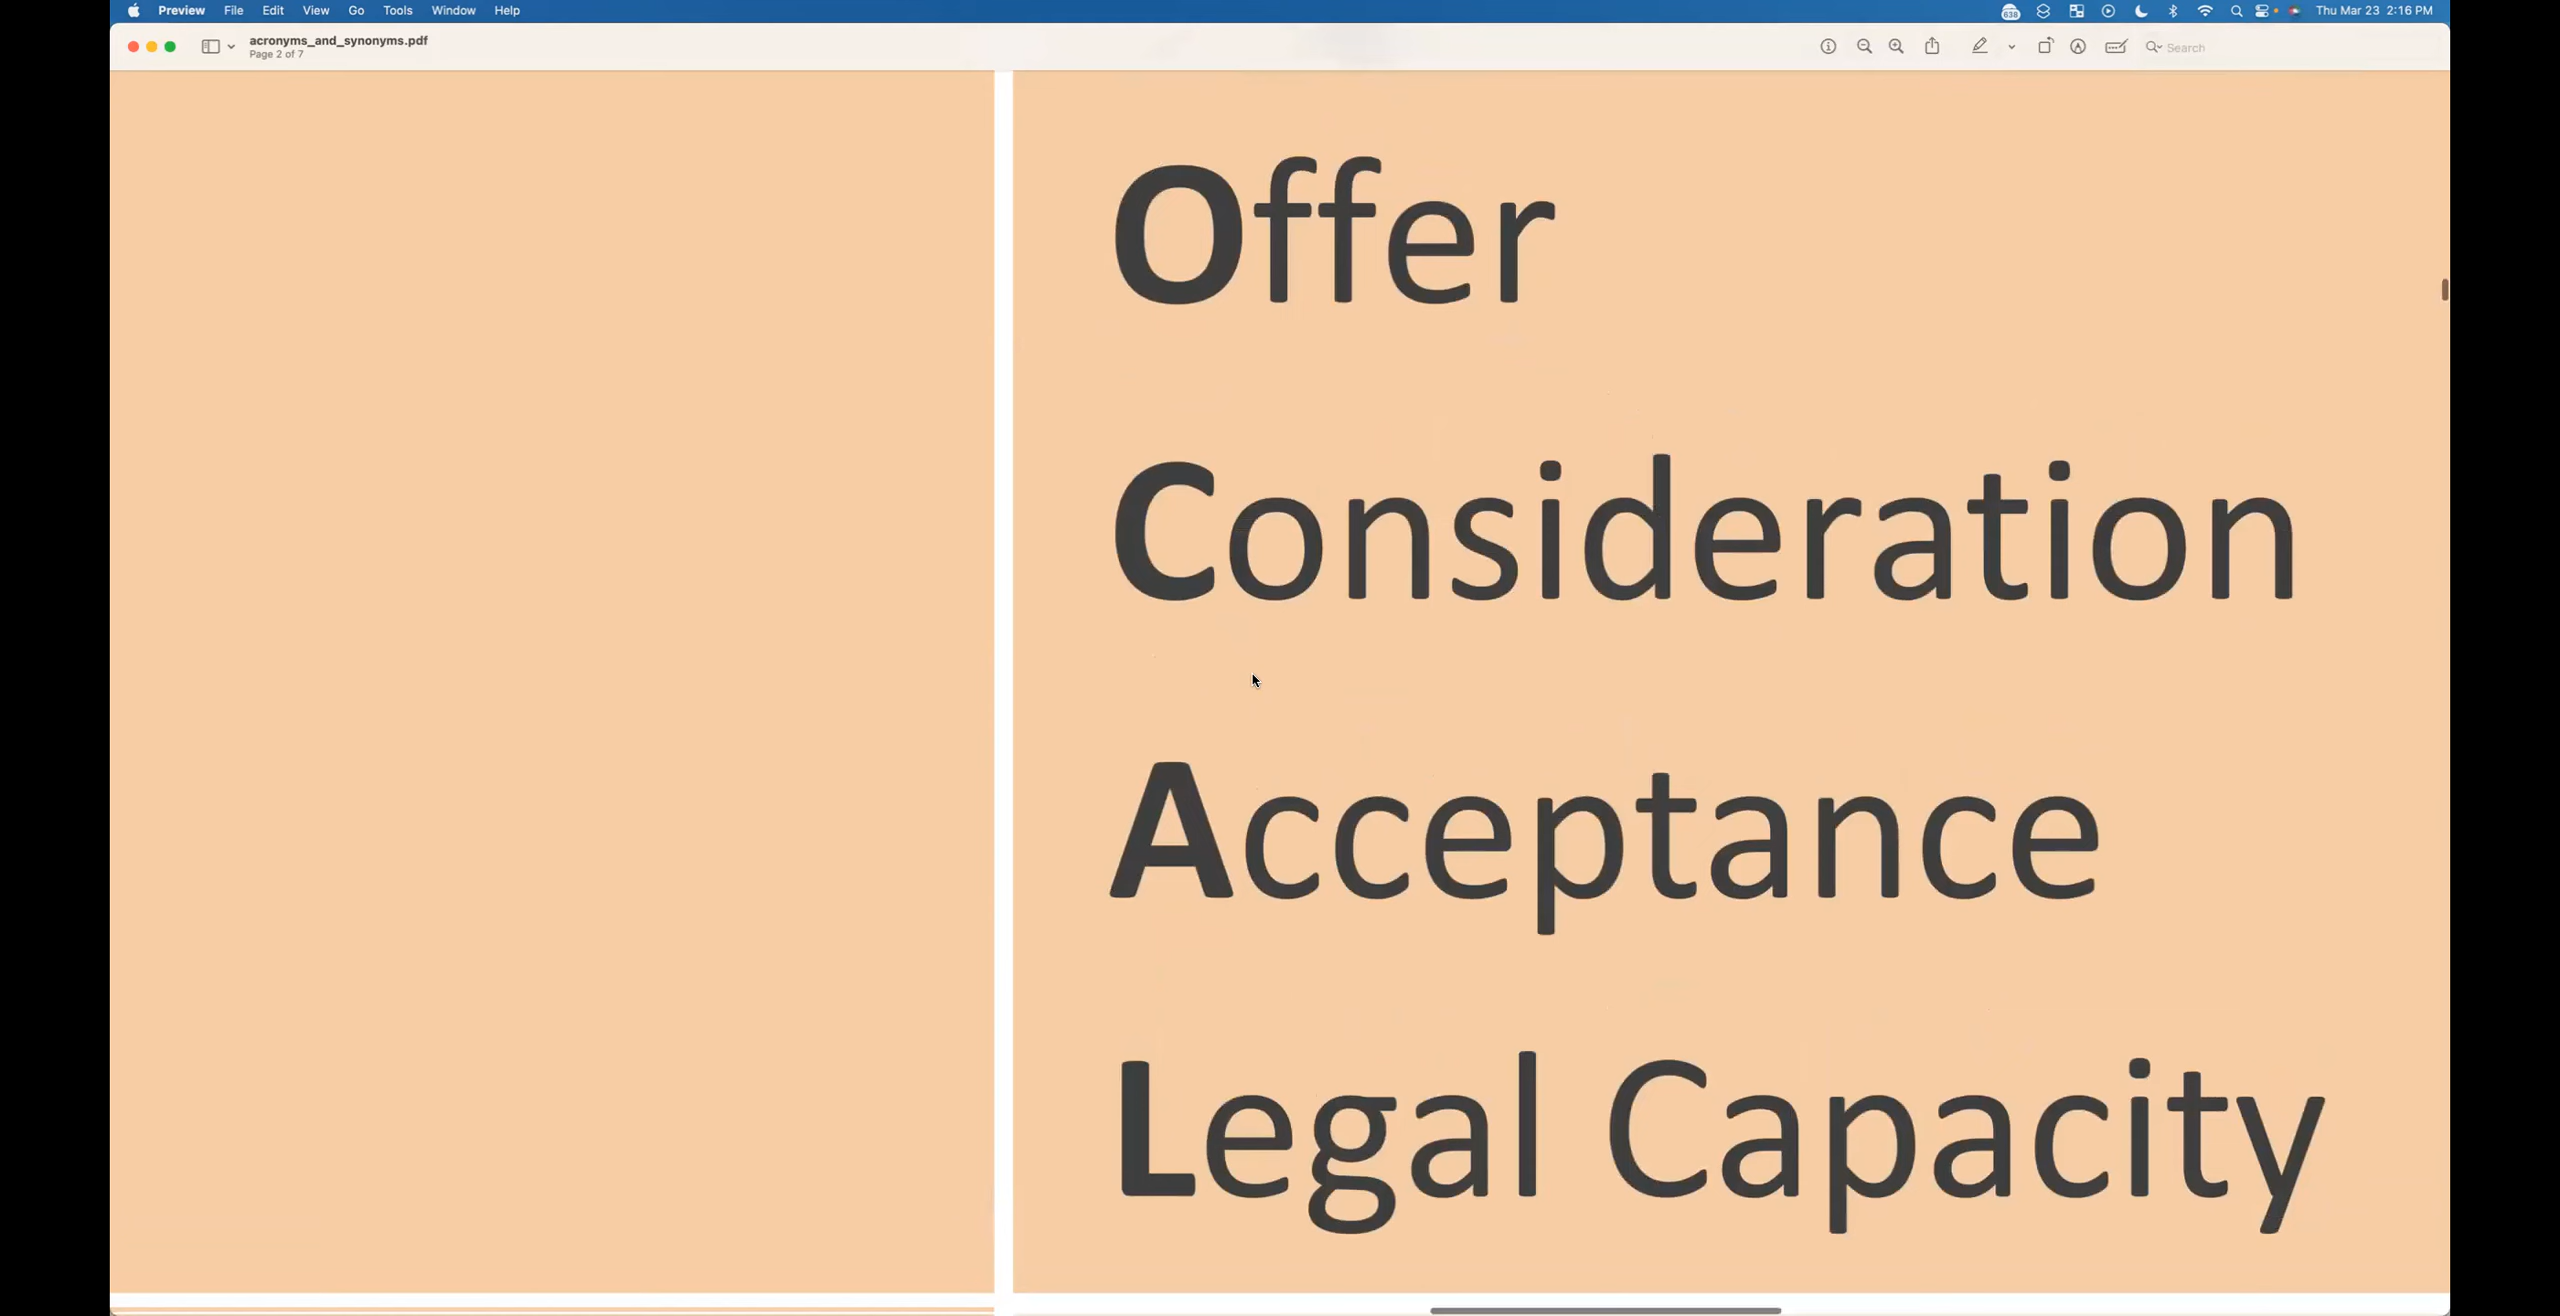 Preview File Edit View Go Tools Window Help
638
Thu Mar 23 2:16 PM
acronyms_and_synonyms.pdf
Page 2 of 7
Search
Offer
Consideration
Acceptance
Legal Capacity